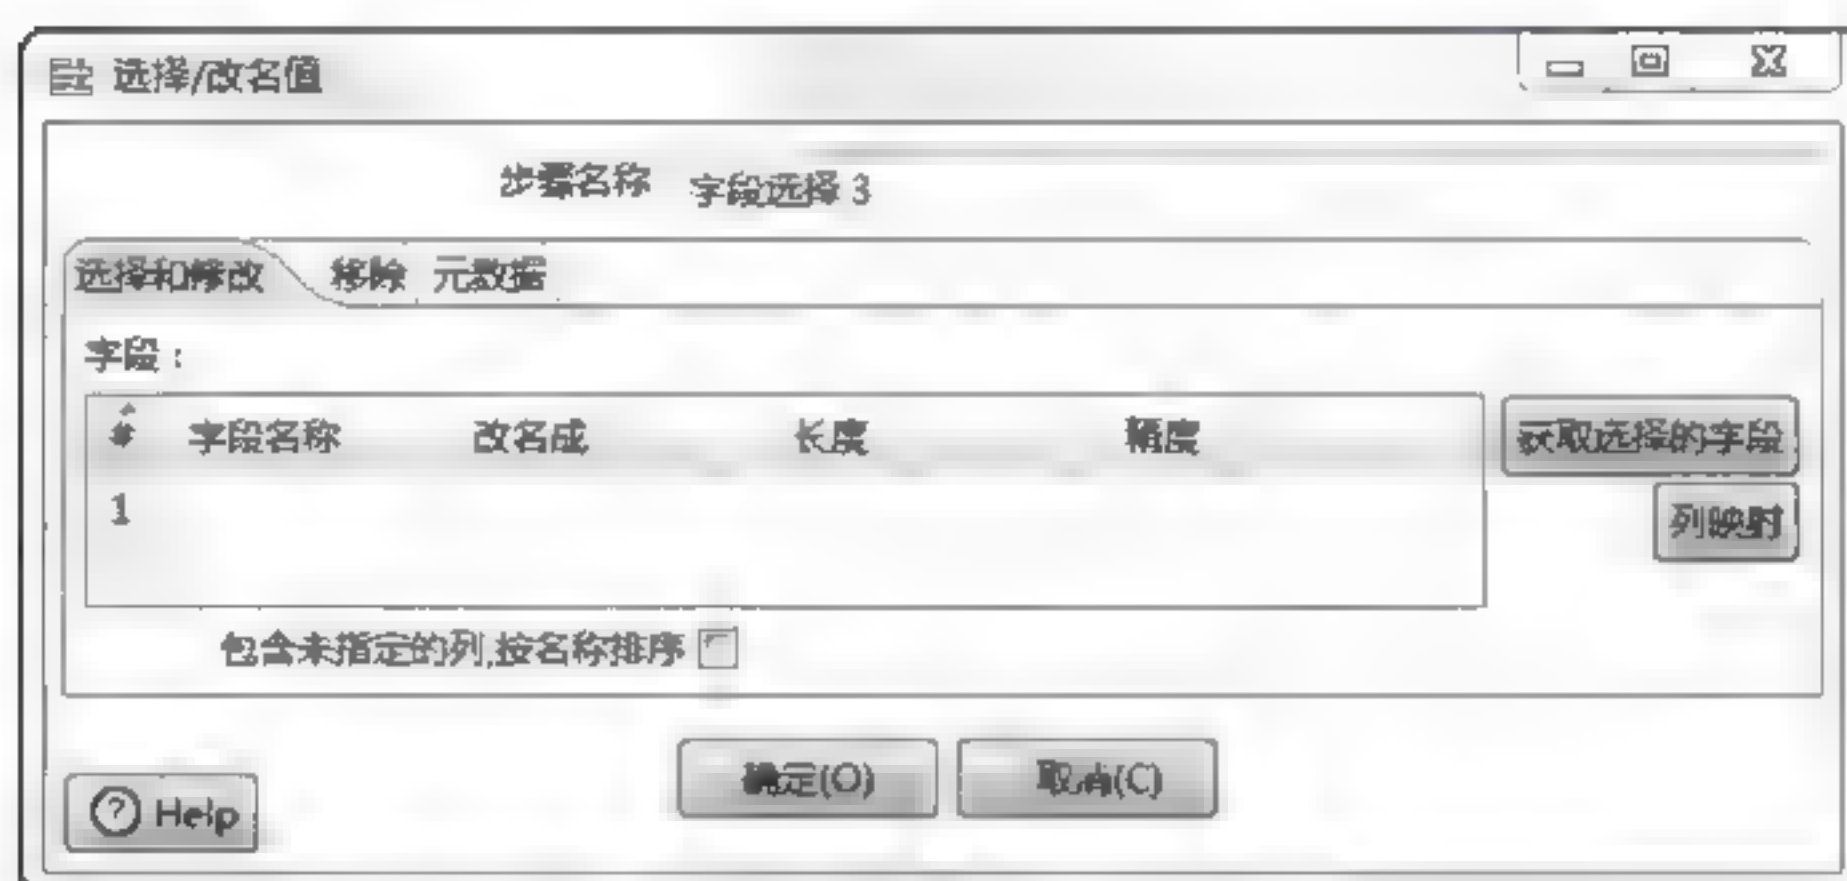 选择/改名值
步骤名称 字段选择 3
选择和修改 移除 元数据
字段：
# 字段名称 改名成 长度 精度 获取选择的字段
1
列映射
包含未指定的列,按名称排序
确定(O) 取消(C)
Help